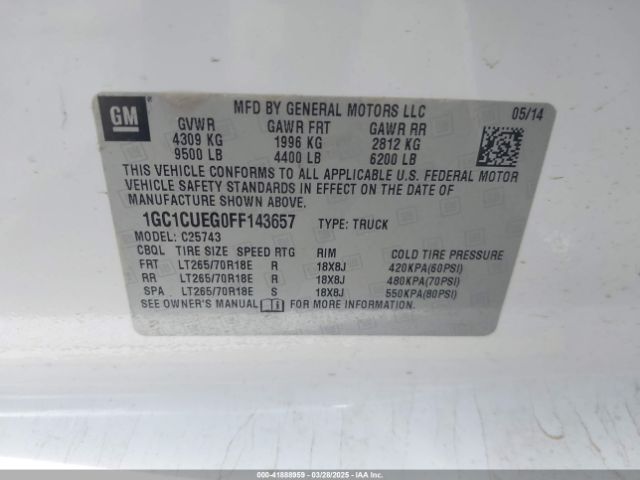 GM ®
MFD BY GENERAL MOTORS LLC 05/14
GVWR GAWR FRT GAWR RR
4309 KG 1996 KG 2812 KG
9500 LB 4400 LB 6200 LB
THIS VEHICLE CONFORMS TO ALL APPLICABLE U.S. FEDERAL MOTOR
VEHICLE SAFETY STANDARDS IN EFFECT ON THE DATE OF
MANUFACTURE SHOWN ABOVE.
1GC1CUEG0FF143657 TYPE: TRUCK
MODEL: C25743
CBQL TIRE SIZE SPEED RTG RIM COLD TIRE PRESSURE
FRT LT265/70R18E R 18X8J 420KPA(60PSI)
RR LT265/70R18E R 18X8J 480KPA(70PSI)
SPA LT265/70R18E S 18X8J 550KPA(80PSI)
SEE OWNER'S MANUAL FOR MORE INFORMATION.
000-41888959 | 03/28/2025 | IAAI.COM